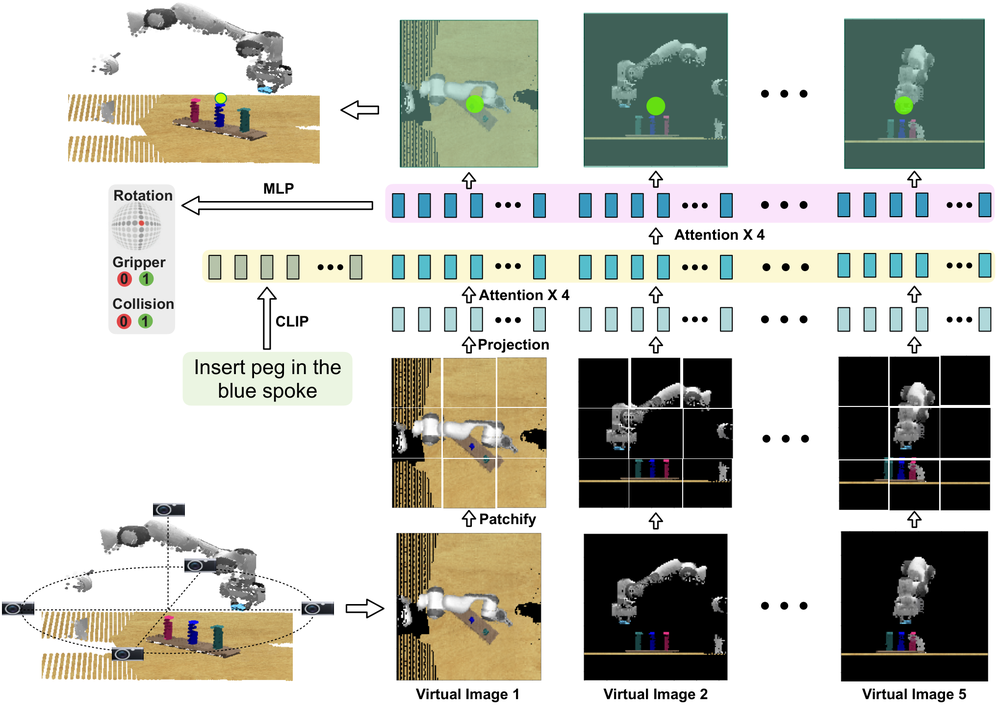 MLP
Rotation
Gripper
0 1
Collision
0 1
Attention X 4
Attention X 4
CLIP
Projection
Insert peg in the
blue spoke
Patchify
Virtual Image 1
Virtual Image 2
Virtual Image 5